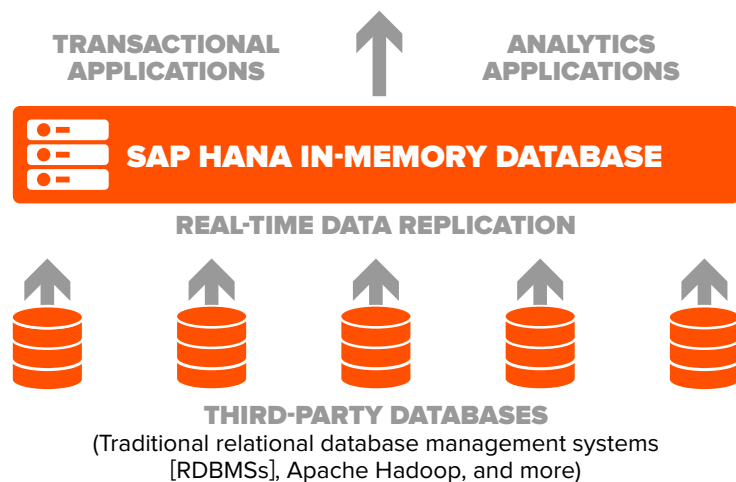 TRANSACTIONAL
APPLICATIONS
ANALYTICS
APPLICATIONS
SAP HANA IN-MEMORY DATABASE
REAL-TIME DATA REPLICATION
THIRD-PARTY DATABASES
(Traditional relational database management systems
[RDBMSs], Apache Hadoop, and more)